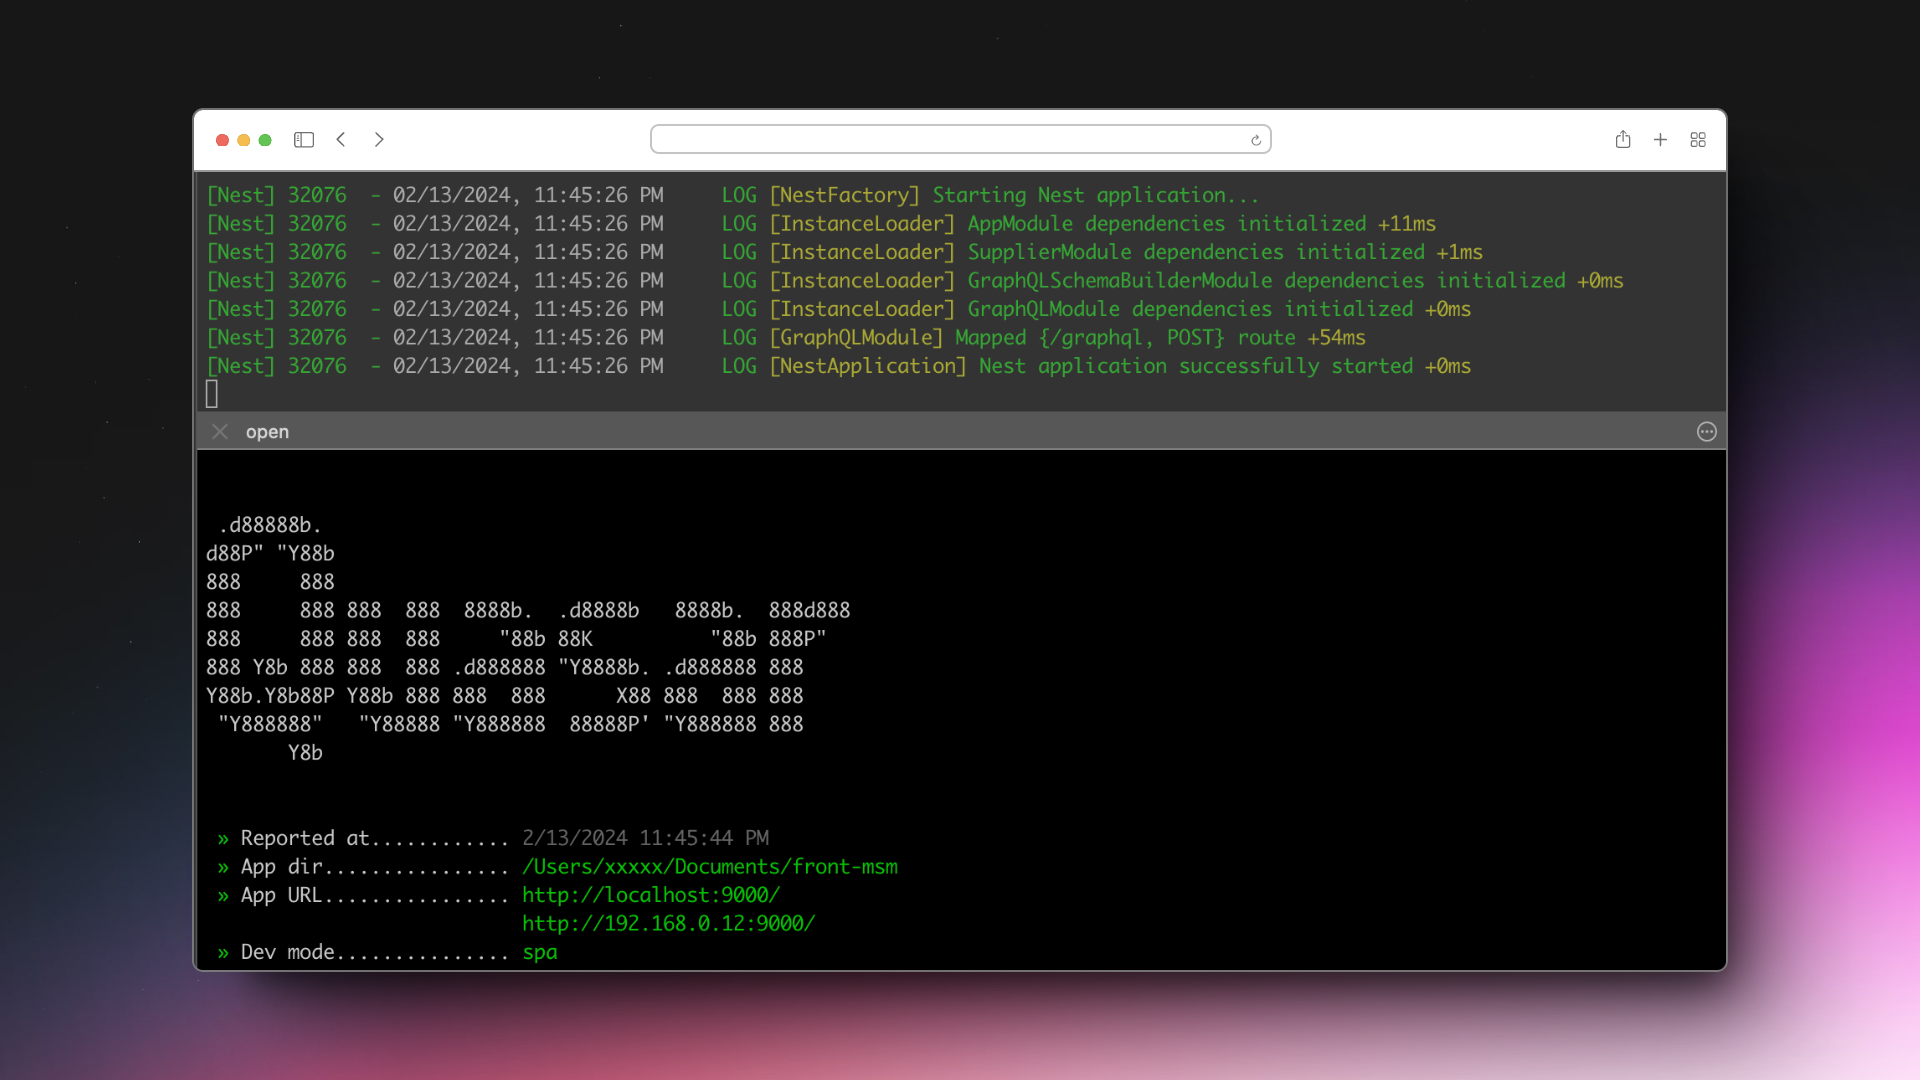 [Nest] 32076  - 02/13/2024, 11:45:26 PM     LOG [NestFactory] Starting Nest application...
[Nest] 32076  - 02/13/2024, 11:45:26 PM     LOG [InstanceLoader] AppModule dependencies initialized +11ms
[Nest] 32076  - 02/13/2024, 11:45:26 PM     LOG [InstanceLoader] SupplierModule dependencies initialized +1ms
[Nest] 32076  - 02/13/2024, 11:45:26 PM     LOG [InstanceLoader] GraphQLSchemaBuilderModule dependencies initialized +0ms
[Nest] 32076  - 02/13/2024, 11:45:26 PM     LOG [InstanceLoader] GraphQLModule dependencies initialized +0ms
[Nest] 32076  - 02/13/2024, 11:45:26 PM     LOG [GraphQLModule] Mapped {/graphql, POST} route +54ms
[Nest] 32076  - 02/13/2024, 11:45:26 PM     LOG [NestApplication] Nest application successfully started +0ms
open
 .d88888b.
d88P" "Y88b
888     888
888     888 888  888  8888b.  .d8888b   8888b.  888d888
888     888 888  888     "88b 88K          "88b 888P"
888 Y8b 888 888  888 .d888888 "Y8888b. .d888888 888
Y88b.Y8b88P Y88b 888 888  888      X88 888  888 888
 "Y888888"   "Y88888 "Y888888  88888P' "Y888888 888
       Y8b
» Reported at............ 2/13/2024 11:45:44 PM
» App dir................ /Users/xxxxx/Documents/front-msm
» App URL................ http://localhost:9000/
http://192.168.0.12:9000/
» Dev mode............... spa